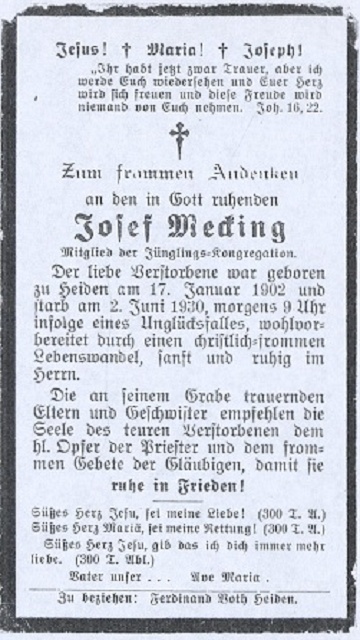 Jesus! † Maria! † Joseph!
„Ihr habt jetzt zwar Trauer, aber ich
werde Euch wiedersehen und Euer Herz
wird sich freuen und diese Freude wird
niemand von Euch nehmen. Joh. 16, 22.
Zum frommen Andenken
an den in Gott ruhenden
Josef Mecking
Mitglied der Jünglings-Kongregation.
Der liebe Verstorbene war geboren
zu Heiden am 17. Januar 1902 und
starb am 2. Juni 1930, morgens 9 Uhr
infolge eines Unglücksfalles, wohlvor-
bereitet durch einen christlich-frommen
Lebenswandel, sanft und ruhig im
Herrn.
Die an seinem Grabe trauernden
Eltern und Geschwister empfehlen die
Seele des teuren Verstorbenen dem
hl. Opfer der Priester und dem from-
men Gebete der Gläubigen, damit sie
ruhe in Frieden!
Süßes Herz Jesu, sei meine Liebe! (300 T. A.)
Süßes Herz Mariä, sei meine Rettung! (300 T. A.)
Süßes Herz Jesu, gib das ich dich immer mehr
liebe. (300 T. Abl.)
Vater unser . . . Ave Maria .
Zu beziehen: Ferdinand Voth Heiden.